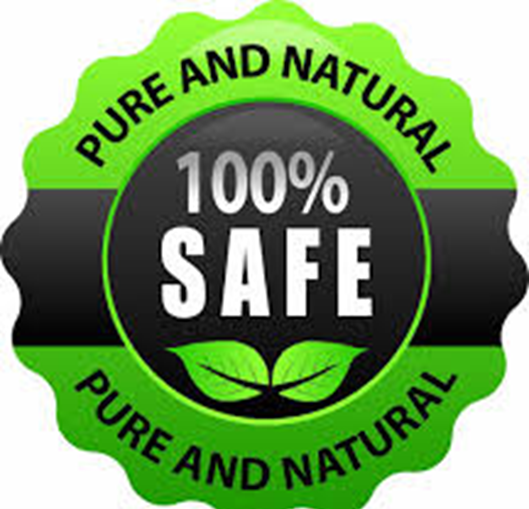 PURE AND NATURAL
100%
SAFE
PURE AND NATURAL